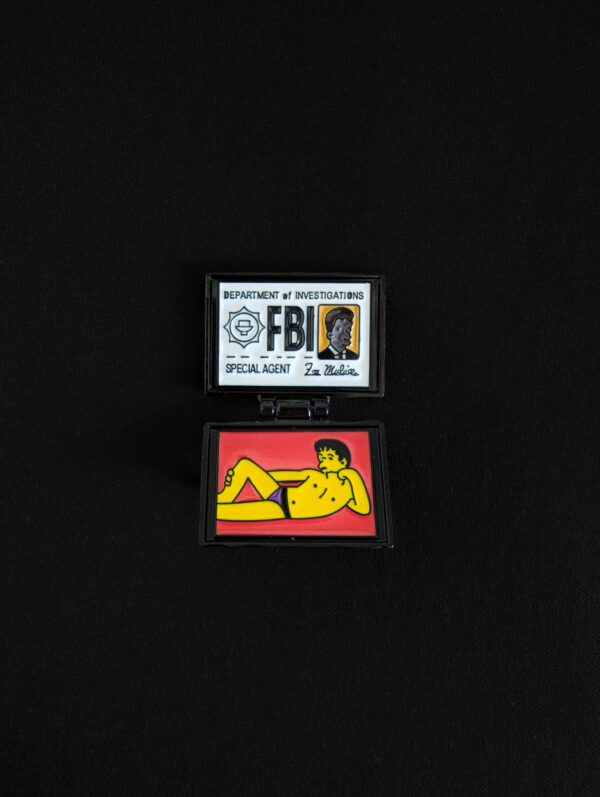 DEPARTMENT of INVESTIGATIONS
FBI
SPECIAL AGENT